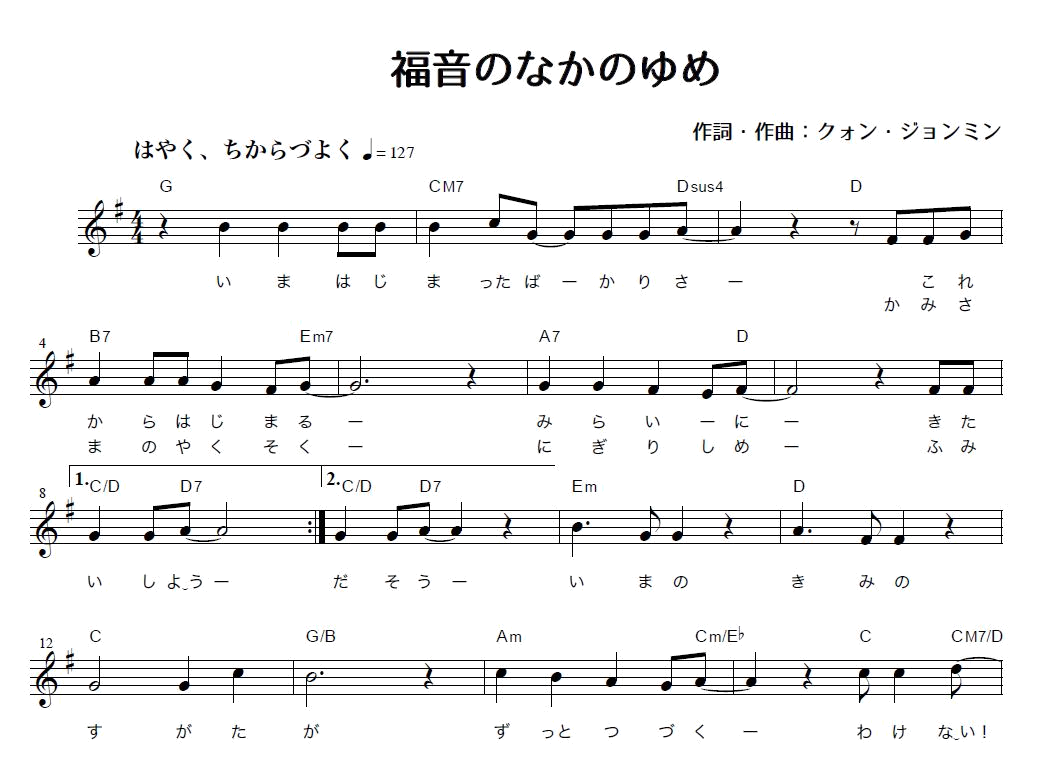 福音のなかのゆめ
作詞・作曲：クォン・ジョンミン
はやく、ちからづよく ♩= 127
G CM7 Dsus4 D
4
4
い ま は じ ま った ば ー か り さ ー こ れ
か み さ
4 B7 Em7 A7 D
か ら は じ ま る ー み ら い ー に ー き た
ま の や く そ く ー に ぎ り し め ー ふ み
1. 2.
8 C/D D7 C/D D7 Em D
い し よう ー だ そ う ー い ま の き み の
12 C G/B Am Cm/E♭ C CM7/D
す が た が ず っと つ づ く ー わ け ない！